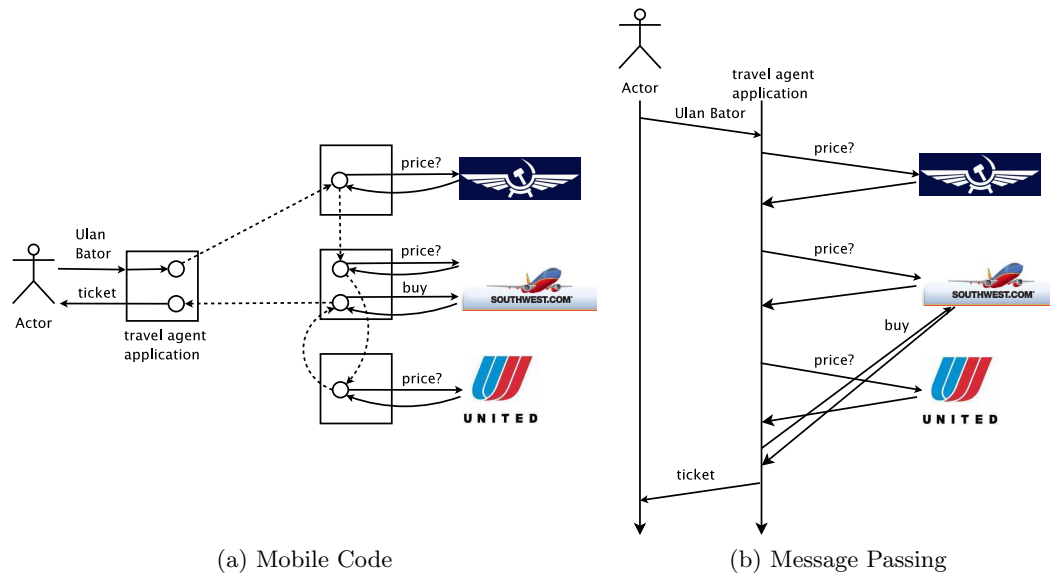 price?
Ulan
Bator
price?
ticket
buy
SOUTHWEST.COM®
Actor
travel agent
application
price?
UNITED
(a) Mobile Code
Actor
travel agent
application
Ulan Bator
price?
price?
SOUTHWEST.COM®
buy
price?
UNITED
ticket
(b) Message Passing